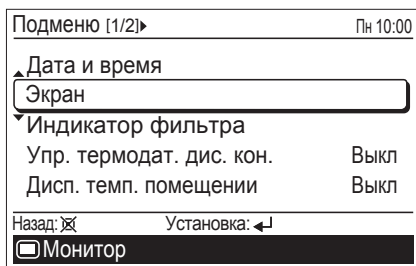 Подменю [1/2]▶ Пн 10:00
Дата и время
Экран
Индикатор фильтра
Упр. термодат. дис. кон. Выкл
Дисп. темп. помещении Выкл
Назад: Установка:
Монитор